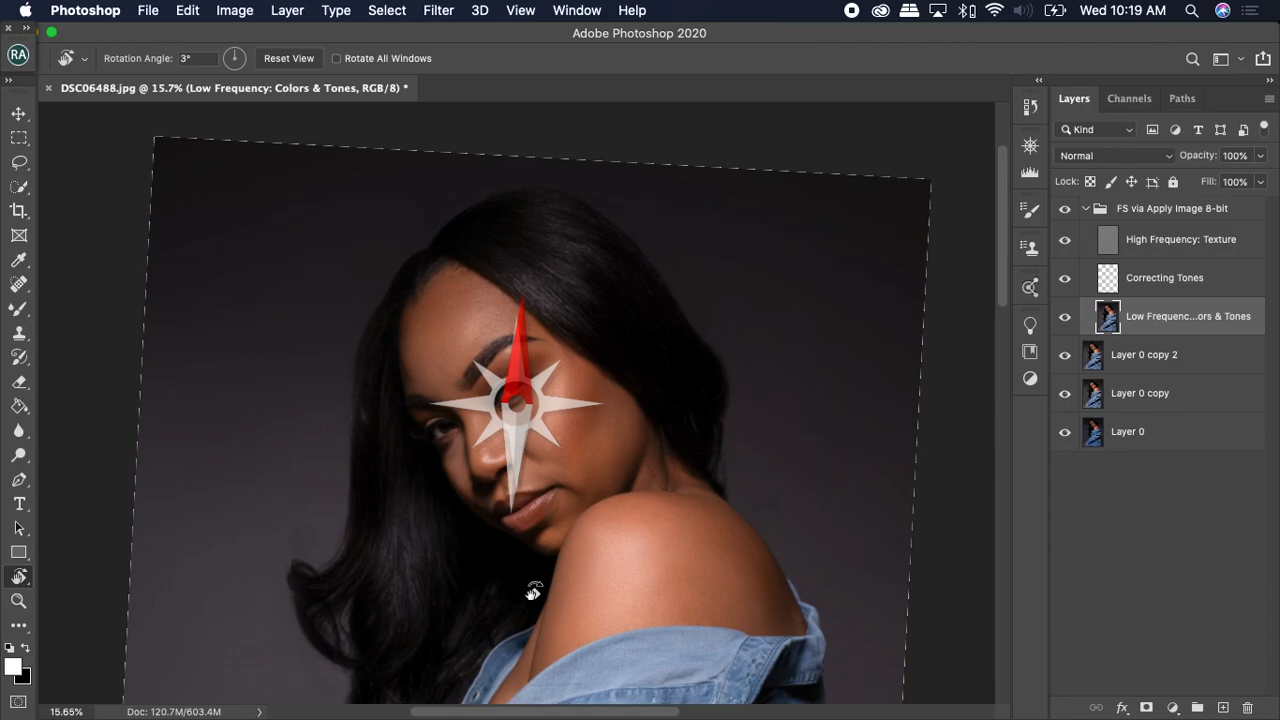 Photoshop File Edit Image Layer Type Select Filter 3D View Window Help Wed 10:19 AM
Adobe Photoshop 2020
RA Rotation Angle: 3° Reset View Rotate All Windows
× DSC06488.jpg @ 15.7% (Low Frequency: Colors & Tones, RGB/8) *
Layers Channels Paths
Kind
Normal Opacity: 100%
Lock: Fill: 100%
FS via Apply Image 8-bit
High Frequency: Texture
Correcting Tones
Low Frequenc...ors & Tones
Layer 0 copy 2
Layer 0 copy
Layer 0
15.65% Doc: 120.7M/603.4M